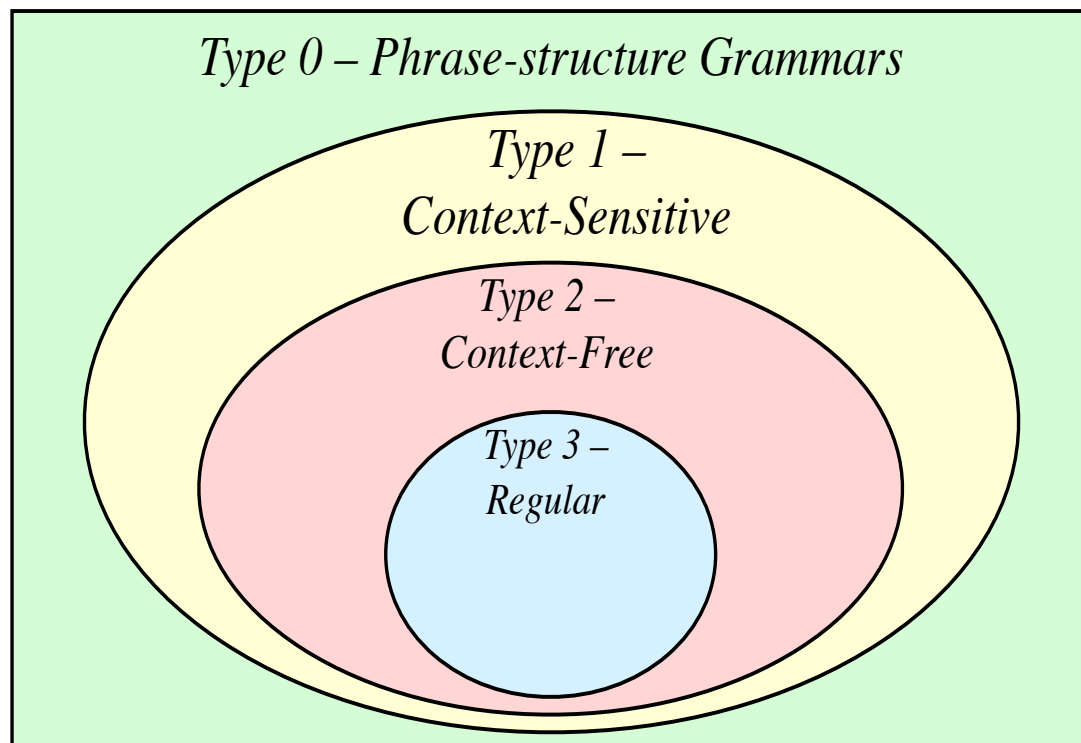 Type 0 – Phrase-structure Grammars
Type 1 –
Context-Sensitive
Type 2 –
Context-Free
Type 3 –
Regular